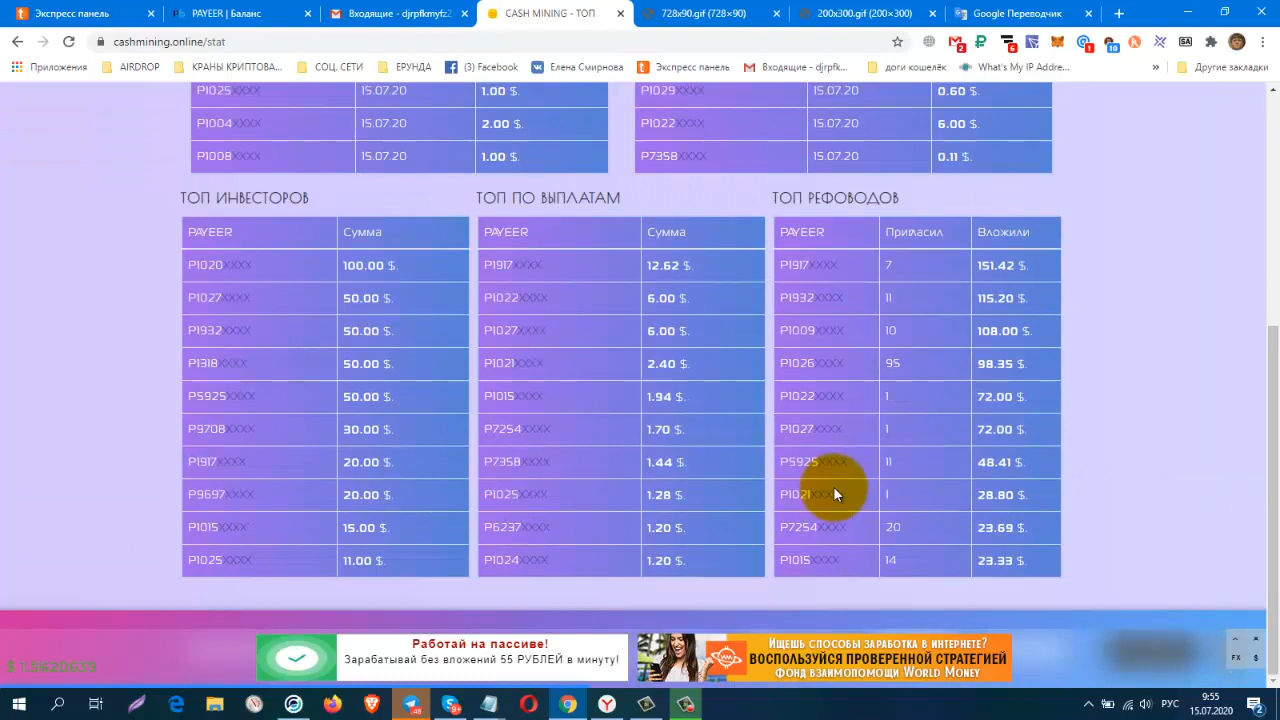 Экспресс панель
PAYEER | Баланс
Входящие - djrpfkmyfz2
CASH MINING - ТОП
728x90.gif (728×90)
200x300.gif (200×300)
Google Переводчик
cashmining.online/stat
Приложения
AIRDROP
КРАНЫ КРИПТОВА...
СОЦ. СЕТИ
ЕРУНДА
(3) Facebook
Елена Смирнова
Экспресс панель
Входящие - djrpfk...
доги кошелёк
What's My IP Addre...
»
Другие закладки
P1025XXXX 15.07.20 1.00 $.
P1004XXXX 15.07.20 2.00 $.
P1008XXXX 15.07.20 1.00 $.
P1029XXXX 15.07.20 0.60 $.
P1022XXXX 15.07.20 6.00 $.
P7358XXXX 15.07.20 0.11 $.
ТОП ИНВЕСТОРОВ
PAYEER Сумма
P1020XXXX 100.00 $.
P1027XXXX 50.00 $.
P1932XXXX 50.00 $.
P1318XXXX 50.00 $.
P5925XXXX 50.00 $.
P9708XXXX 30.00 $.
P1917XXXX 20.00 $.
P9697XXXX 20.00 $.
P1015XXXX 15.00 $.
P1025XXXX 11.00 $.
ТОП ПО ВЫПЛАТАМ
PAYEER Сумма
P1917XXXX 12.62 $.
P1022XXXX 6.00 $.
P1027XXXX 6.00 $.
P1021XXXX 2.40 $.
P1015XXXX 1.94 $.
P7254XXXX 1.70 $.
P7358XXXX 1.44 $.
P1025XXXX 1.28 $.
P6237XXXX 1.20 $.
P1024XXXX 1.20 $.
ТОП РЕФОВОДОВ
PAYEER Пригласил Вложили
P1917XXXX 7 151.42 $.
P1932XXXX 11 115.20 $.
P1009XXXX 10 108.00 $.
P1026XXXX 95 98.35 $.
P1022XXXX 1 72.00 $.
P1027XXXX 1 72.00 $.
P5925XXXX 11 48.41 $.
P1021XXXX 1 28.80 $.
P7254XXXX 20 23.69 $.
P1015XXXX 14 23.33 $.
Работай на пассиве!
Зарабатывай без вложений 55 РУБЛЕЙ в минуту!
ИЩЕШЬ СПОСОБЫ ЗАРАБОТКА В ИНТЕРНЕТЕ?
ВОСПОЛЬЗУЙСЯ ПРОВЕРЕННОЙ СТРАТЕГИЕЙ
ФОНД ВЗАИМОПОМОЩИ WORLD MONEY
FX $
РУС
9:55
15.07.2020